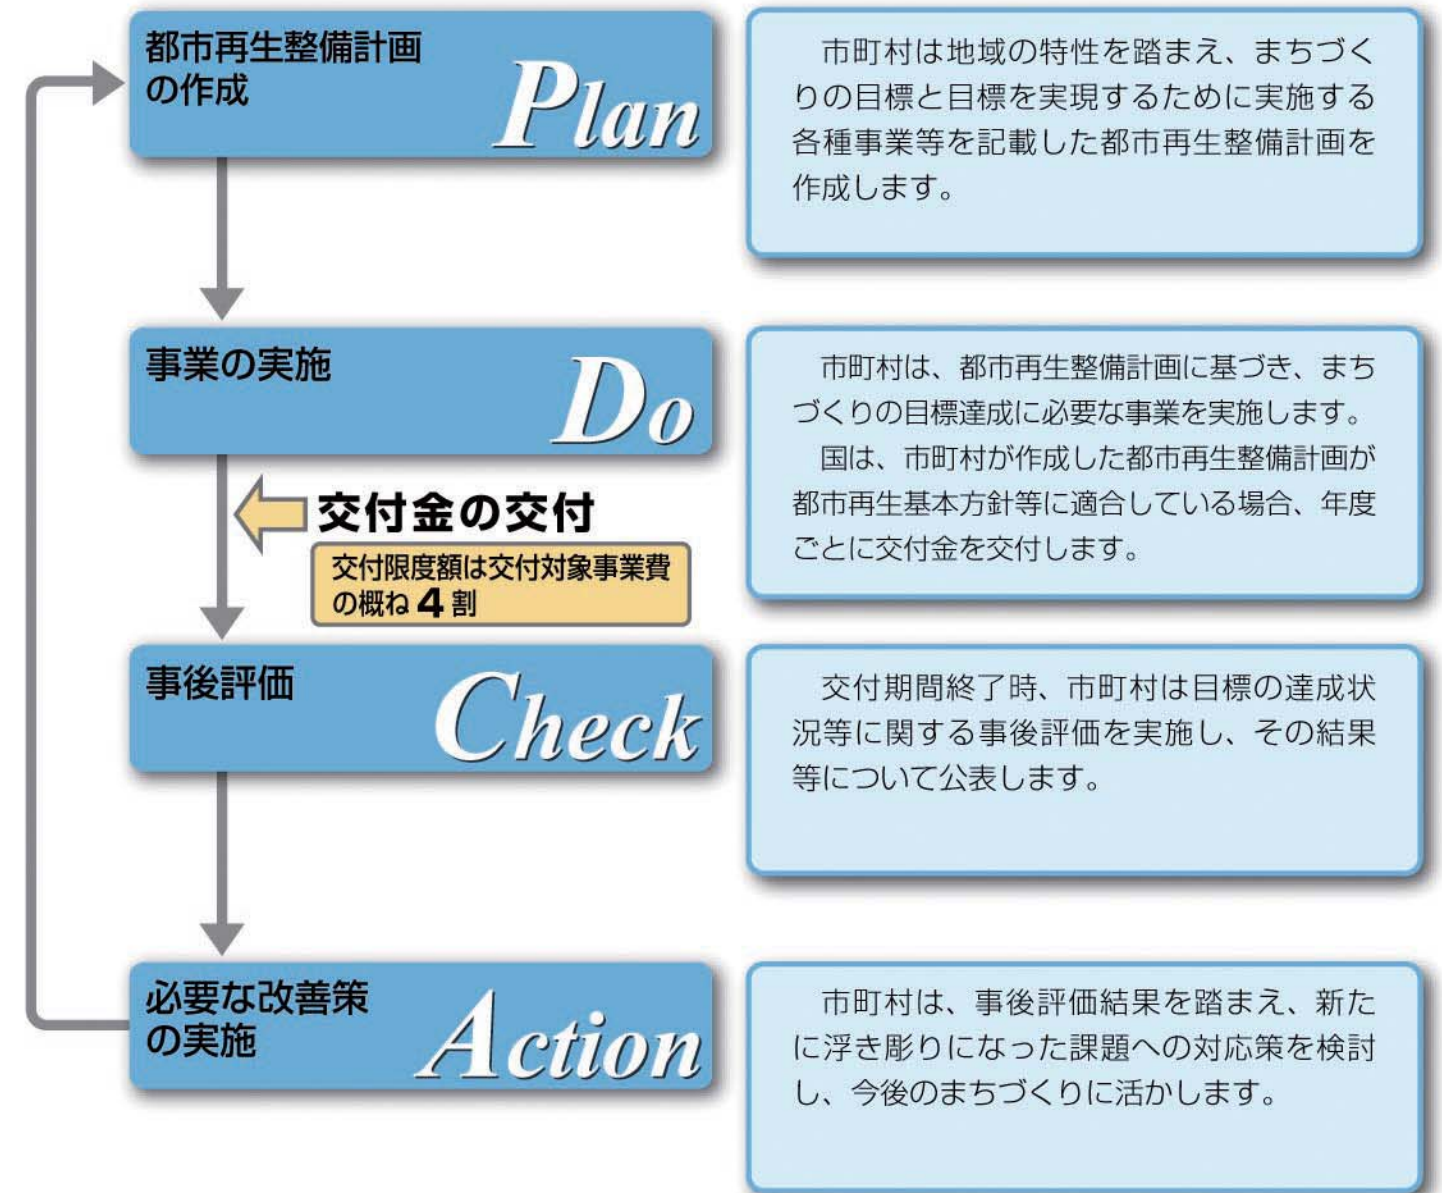 都市再生整備計画
の作成
Plan
市町村は地域の特性を踏まえ、まちづく
りの目標と目標を実現するために実施する
各種事業等を記載した都市再生整備計画を
作成します。
事業の実施
Do
市町村は、都市再生整備計画に基づき、まち
づくりの目標達成に必要な事業を実施します。
国は、市町村が作成した都市再生整備計画が
都市再生基本方針等に適合している場合、年度
ごとに交付金を交付します。
交付金の交付
交付限度額は交付対象事業費
の概ね4割
事後評価
Check
交付期間終了時、市町村は目標の達成状
況等に関する事後評価を実施し、その結果
等について公表します。
必要な改善策
の実施
Action
市町村は、事後評価結果を踏まえ、新た
に浮き彫りになった課題への対応策を検討
し、今後のまちづくりに活かします。